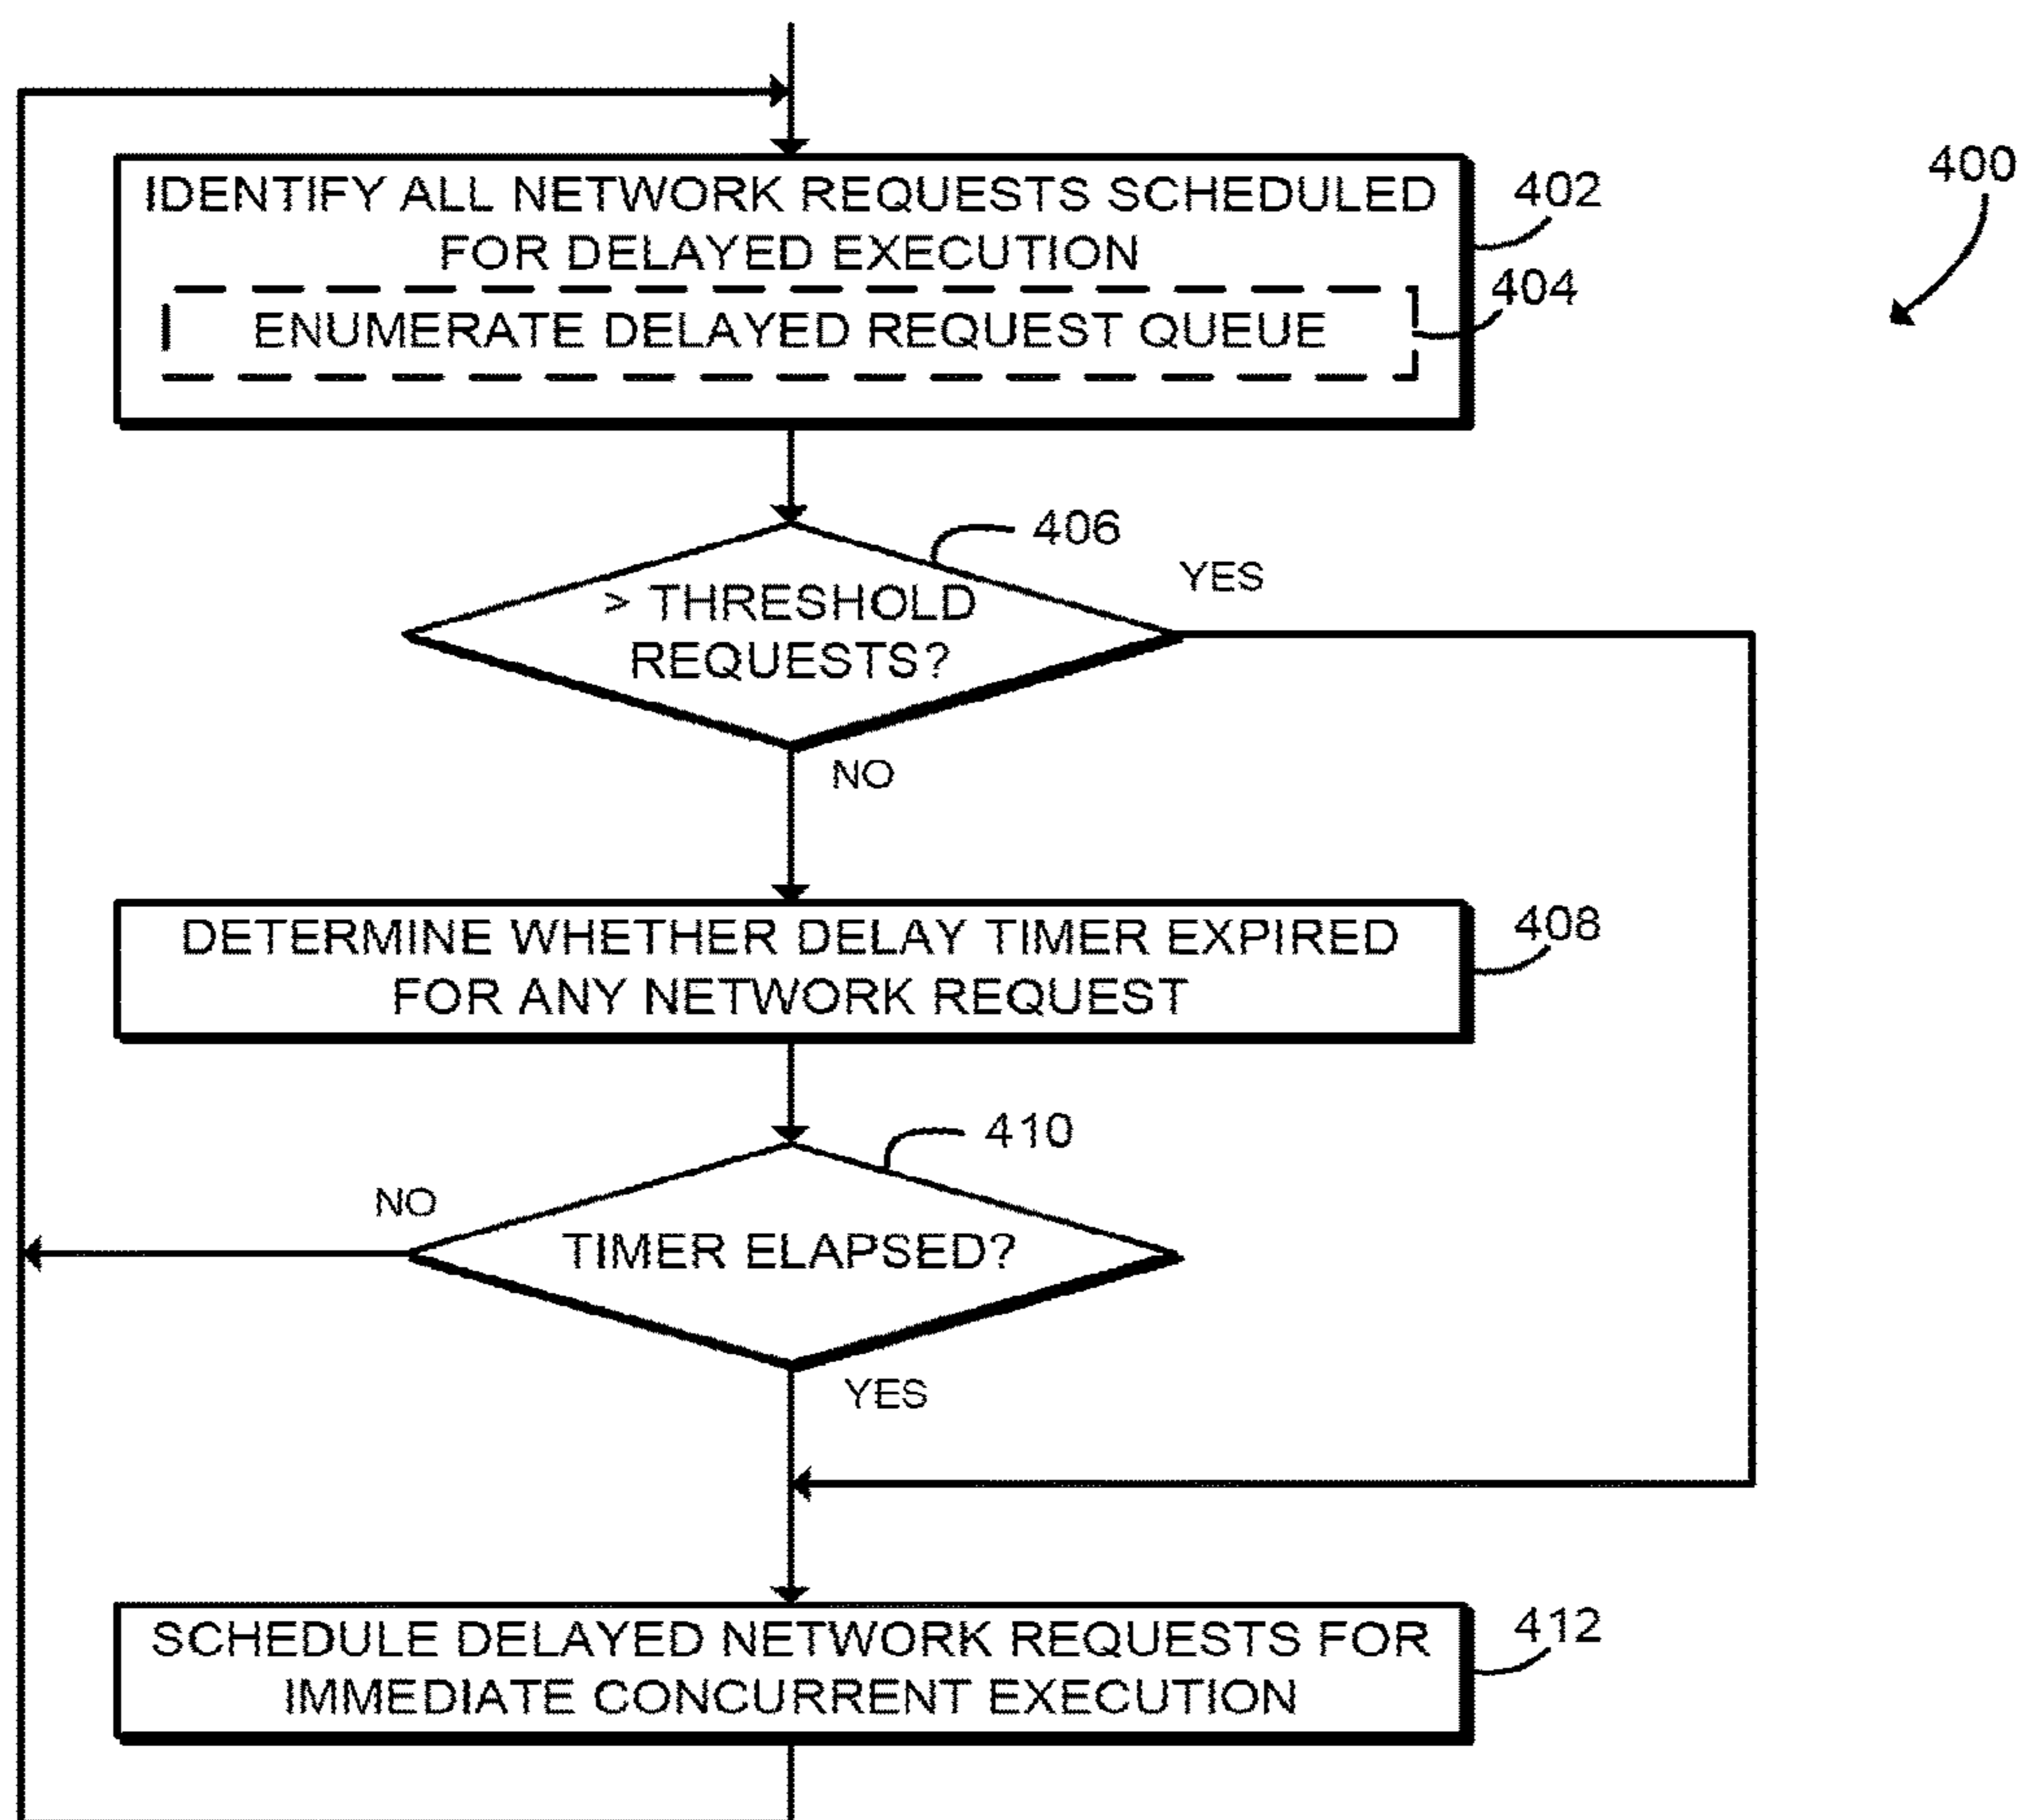 400
IDENTIFY ALL NETWORK REQUESTS SCHEDULED
FOR DELAYED EXECUTION
402
ENUMERATE DELAYED REQUEST QUEUE
404
> THRESHOLD
REQUESTS?
406
YES
NO
DETERMINE WHETHER DELAY TIMER EXPIRED
FOR ANY NETWORK REQUEST
408
410
NO
TIMER ELAPSED?
YES
SCHEDULE DELAYED NETWORK REQUESTS FOR
IMMEDIATE CONCURRENT EXECUTION
412